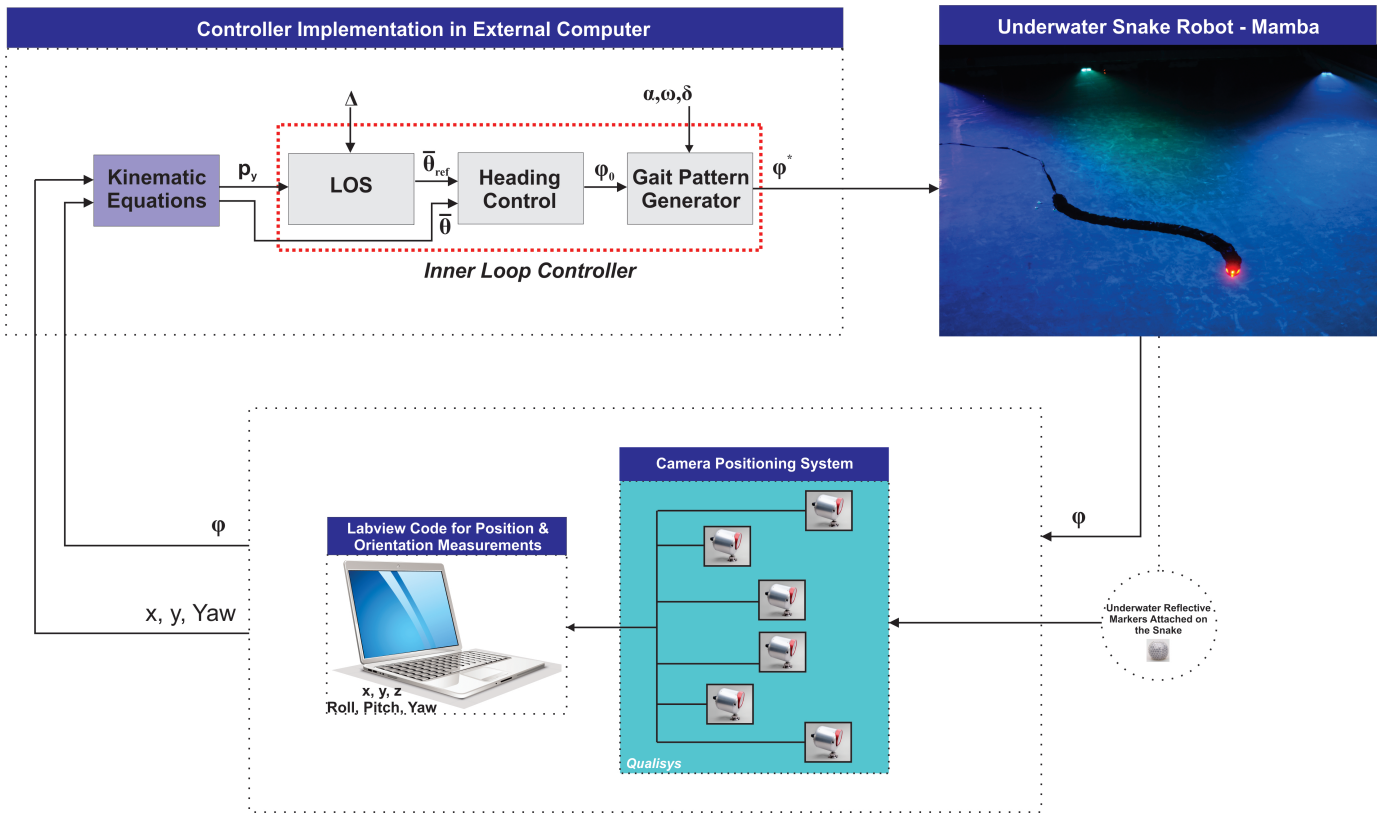 Controller Implementation in External Computer
Underwater Snake Robot - Mamba
Δ
α,ω,δ
Kinematic
Equations
p_y
LOS
θ̅_ref
θ̅
Heading
Control
φ₀
Gait Pattern
Generator
φ*
Inner Loop Controller
φ
x, y, Yaw
Labview Code for Position &
Orientation Measurements
x, y, z
Roll, Pitch, Yaw
Camera Positioning System
Qualisys
φ
Underwater Reflective
Markers Attached on
the Snake